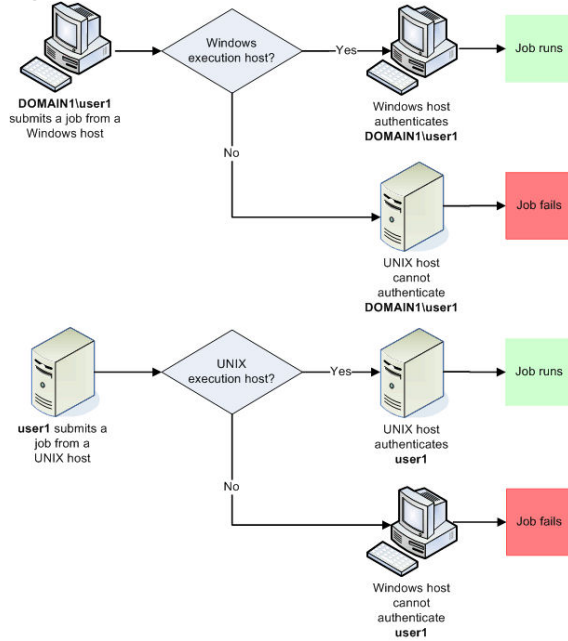 DOMAIN1\user1
submits a job from a
Windows host
Windows
execution host?
Yes
Windows host
authenticates
DOMAIN1\user1
Job runs
No
UNIX host
cannot
authenticate
DOMAIN1\user1
Job fails
user1 submits a
job from a
UNIX host
UNIX
execution host?
Yes
UNIX host
authenticates
user1
Job runs
No
Windows host
cannot
authenticate
user1
Job fails